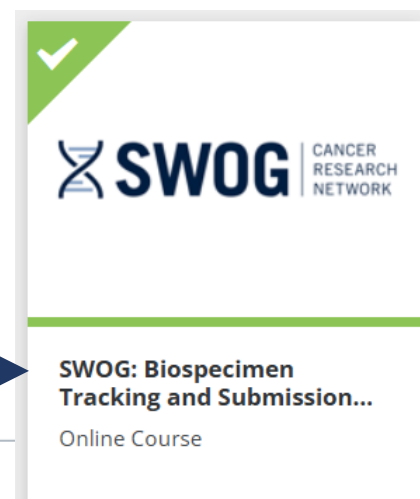 SWOG
CANCER
RESEARCH
NETWORK
SWOG: Biospecimen
Tracking and Submission...
Online Course